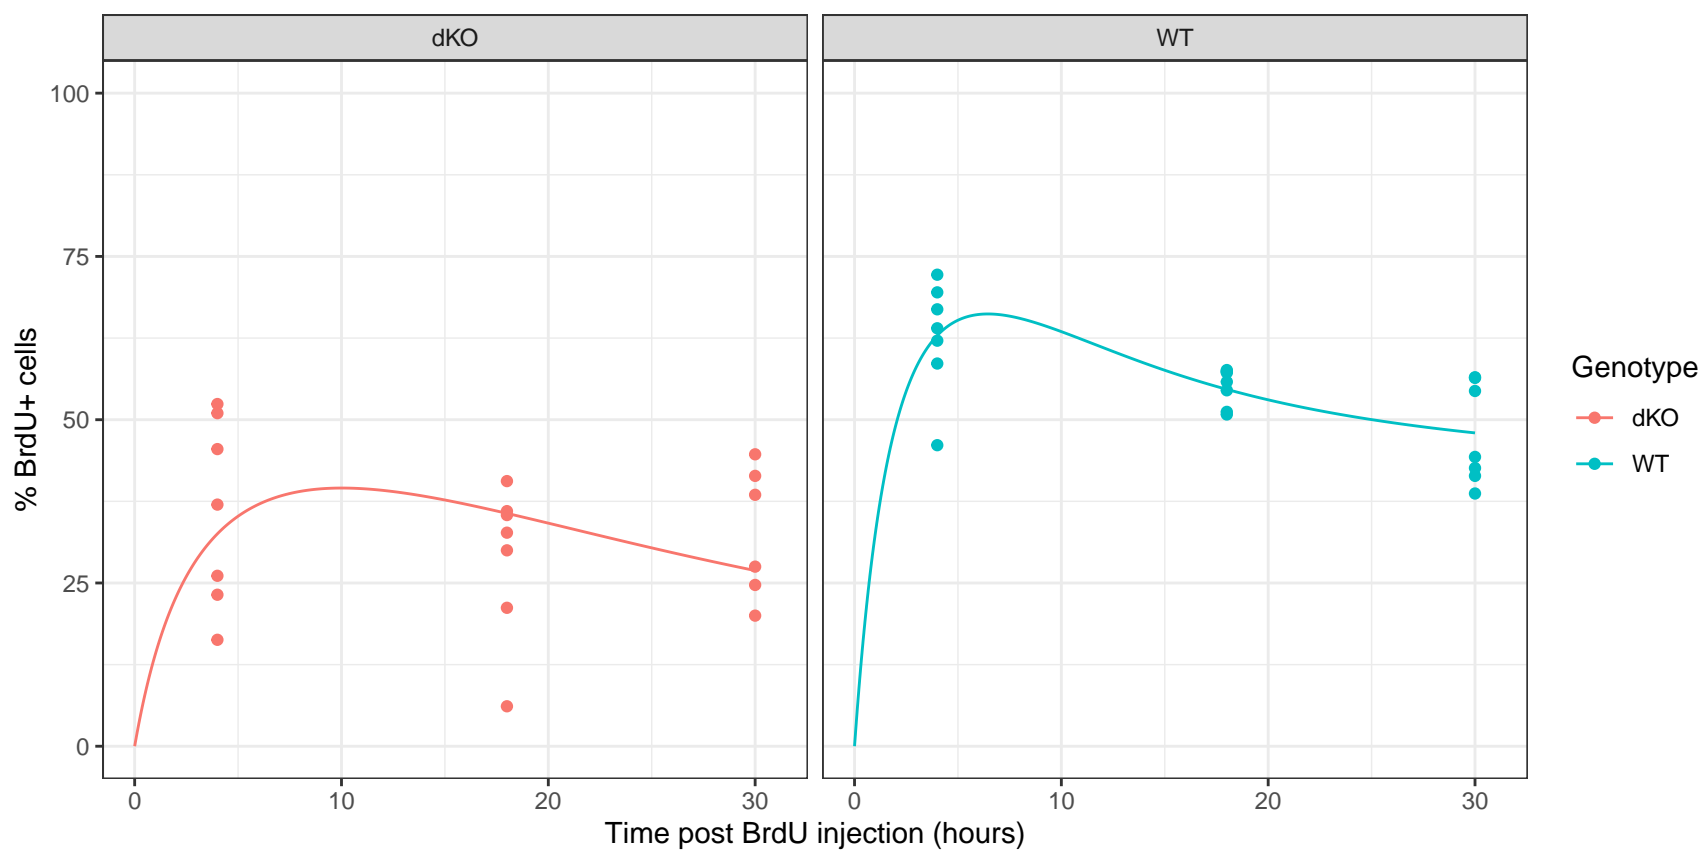 dKO
WT
100
75
50
25
0
% BrdU+ cells
0 10 20 30
0 10 20 30
Time post BrdU injection (hours)
Genotype
dKO
WT